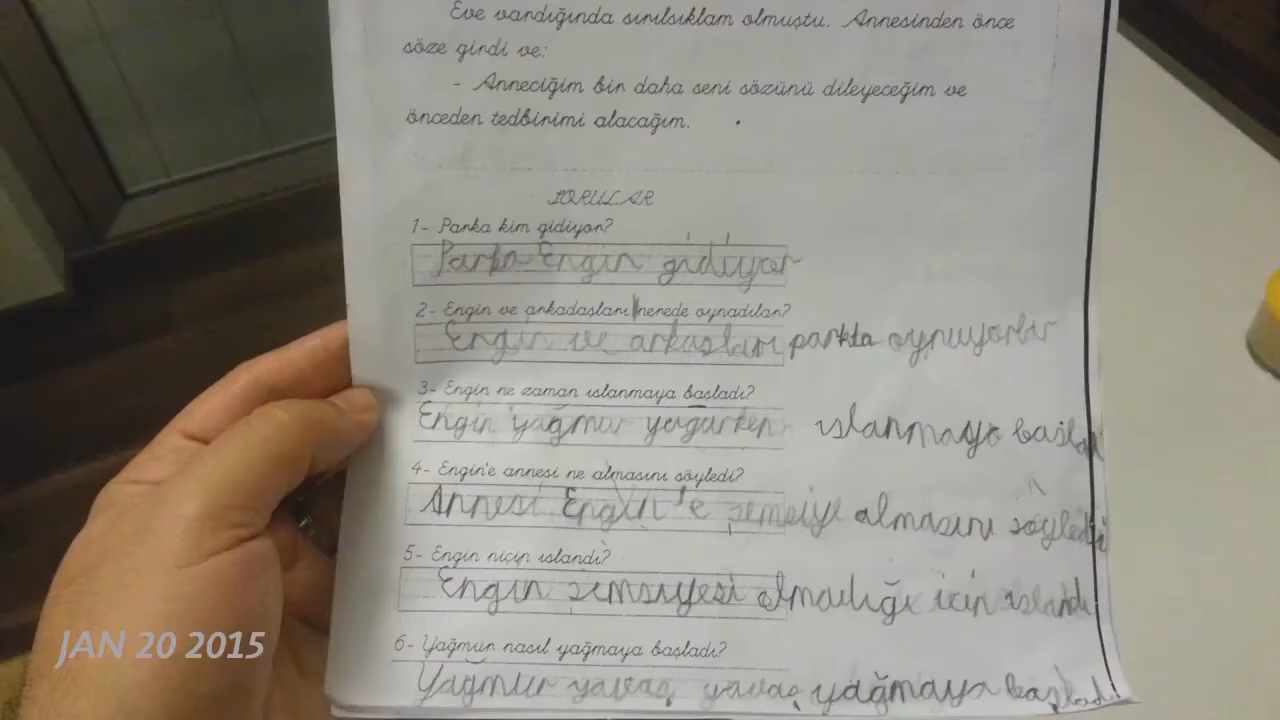 Eve vardığında sırılsıklam olmuştu. Annesinden önce
söze girdi ve:
- Anneciğim bir daha seni sözünü dileyeceğim ve
önceden tedbirimi alacağım.
SORULAR
1- Parka kim gidiyor?
Parka Engin gidiyor
2- Engin ve arkadaşları nerede oynadılar?
Engin ve arkaşları parkta oynuyorlar
3- Engin ne zaman ıslanmaya başladı?
Engin yağmur yagarken ıslanmaya başladı
4- Engin'e annesi ne almasını söyledi?
Annesi Engin'e şemsiye almasını söyledi
5- Engin niçin ıslandı?
Engin şemsiyesi olmadığı için ıslandı
6- Yağmur nasıl yağmaya başladı?
Yağmur yavaş yavaş yağmaya başladı
JAN 20 2015